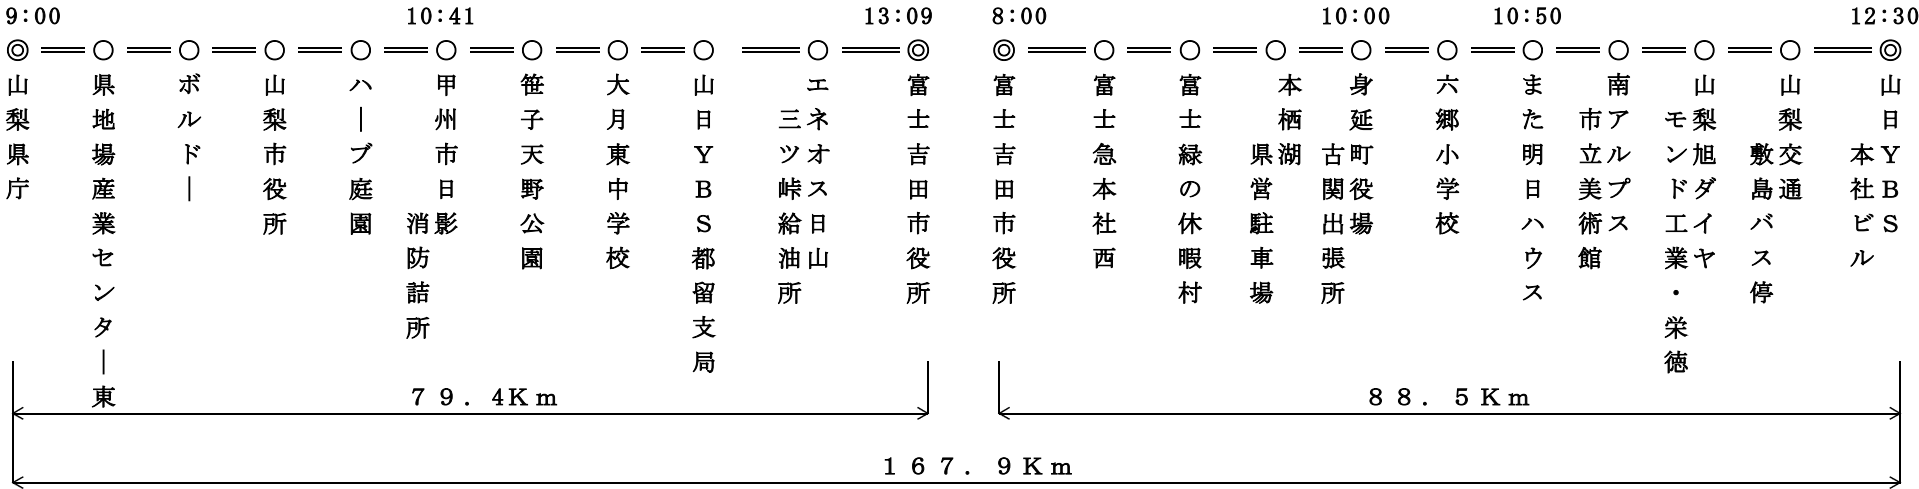 9:00
10:41
13:09
8:00
10:00
10:50
12:30
山梨県庁
県地場産業センター東
ボルドー
山梨市役所
ハーブ庭園
甲州市日影
消防詰所
笹子天野公園
大月東中学校
山日YBS都留支局
エネオス日山
三ツ峠給油所
富士吉田市役所
富士吉田市役所
富士急本社西
富士緑の休暇村
本栖湖
県営駐車場
身延町役場
古関出張所
六郷小学校
また明日ハウス
南アルプス
市立美術館
山梨旭ダイヤ
モンド工業・栄徳
山梨交通
敷島バス停
山日YBS
本社ビル
79.4Km
88.5Km
167.9Km